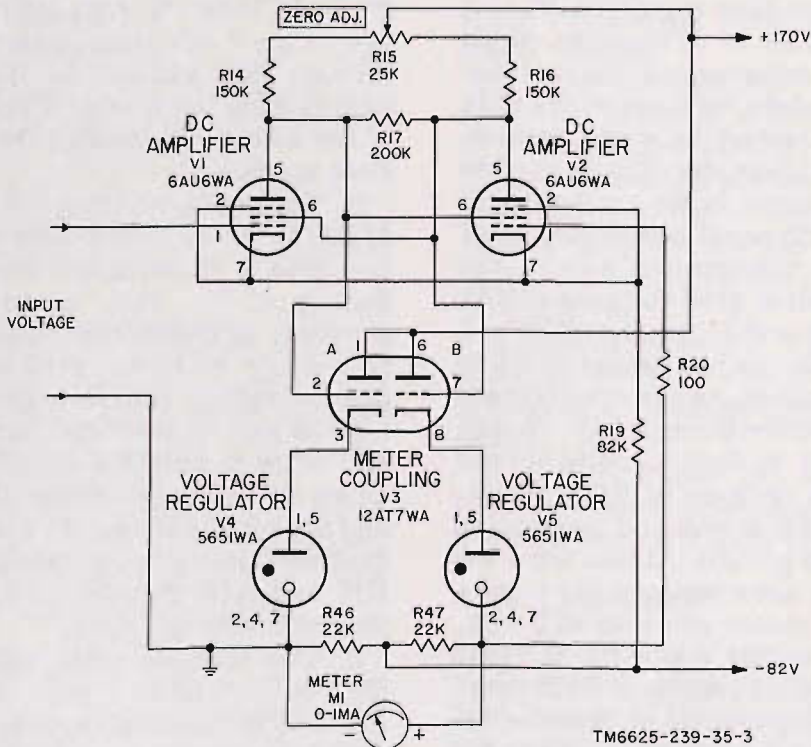 ZERO ADJ.
+170V
R15
25K
R14
150K
R16
150K
R17
200K
DC
AMPLIFIER
V1
6AU6WA
DC
AMPLIFIER
V2
6AU6WA
5
2
6
1
7
5
6
2
1
7
INPUT
VOLTAGE
A
1
6
B
2
7
3
8
R20
100
R19
82K
METER
COUPLING
V3
12AT7WA
VOLTAGE
REGULATOR
V4
5651WA
VOLTAGE
REGULATOR
V5
5651WA
1,5
1,5
2,4,7
2,4,7
R46
22K
R47
22K
-82V
METER
M1
0-1MA
- +
TM6625-239-35-3